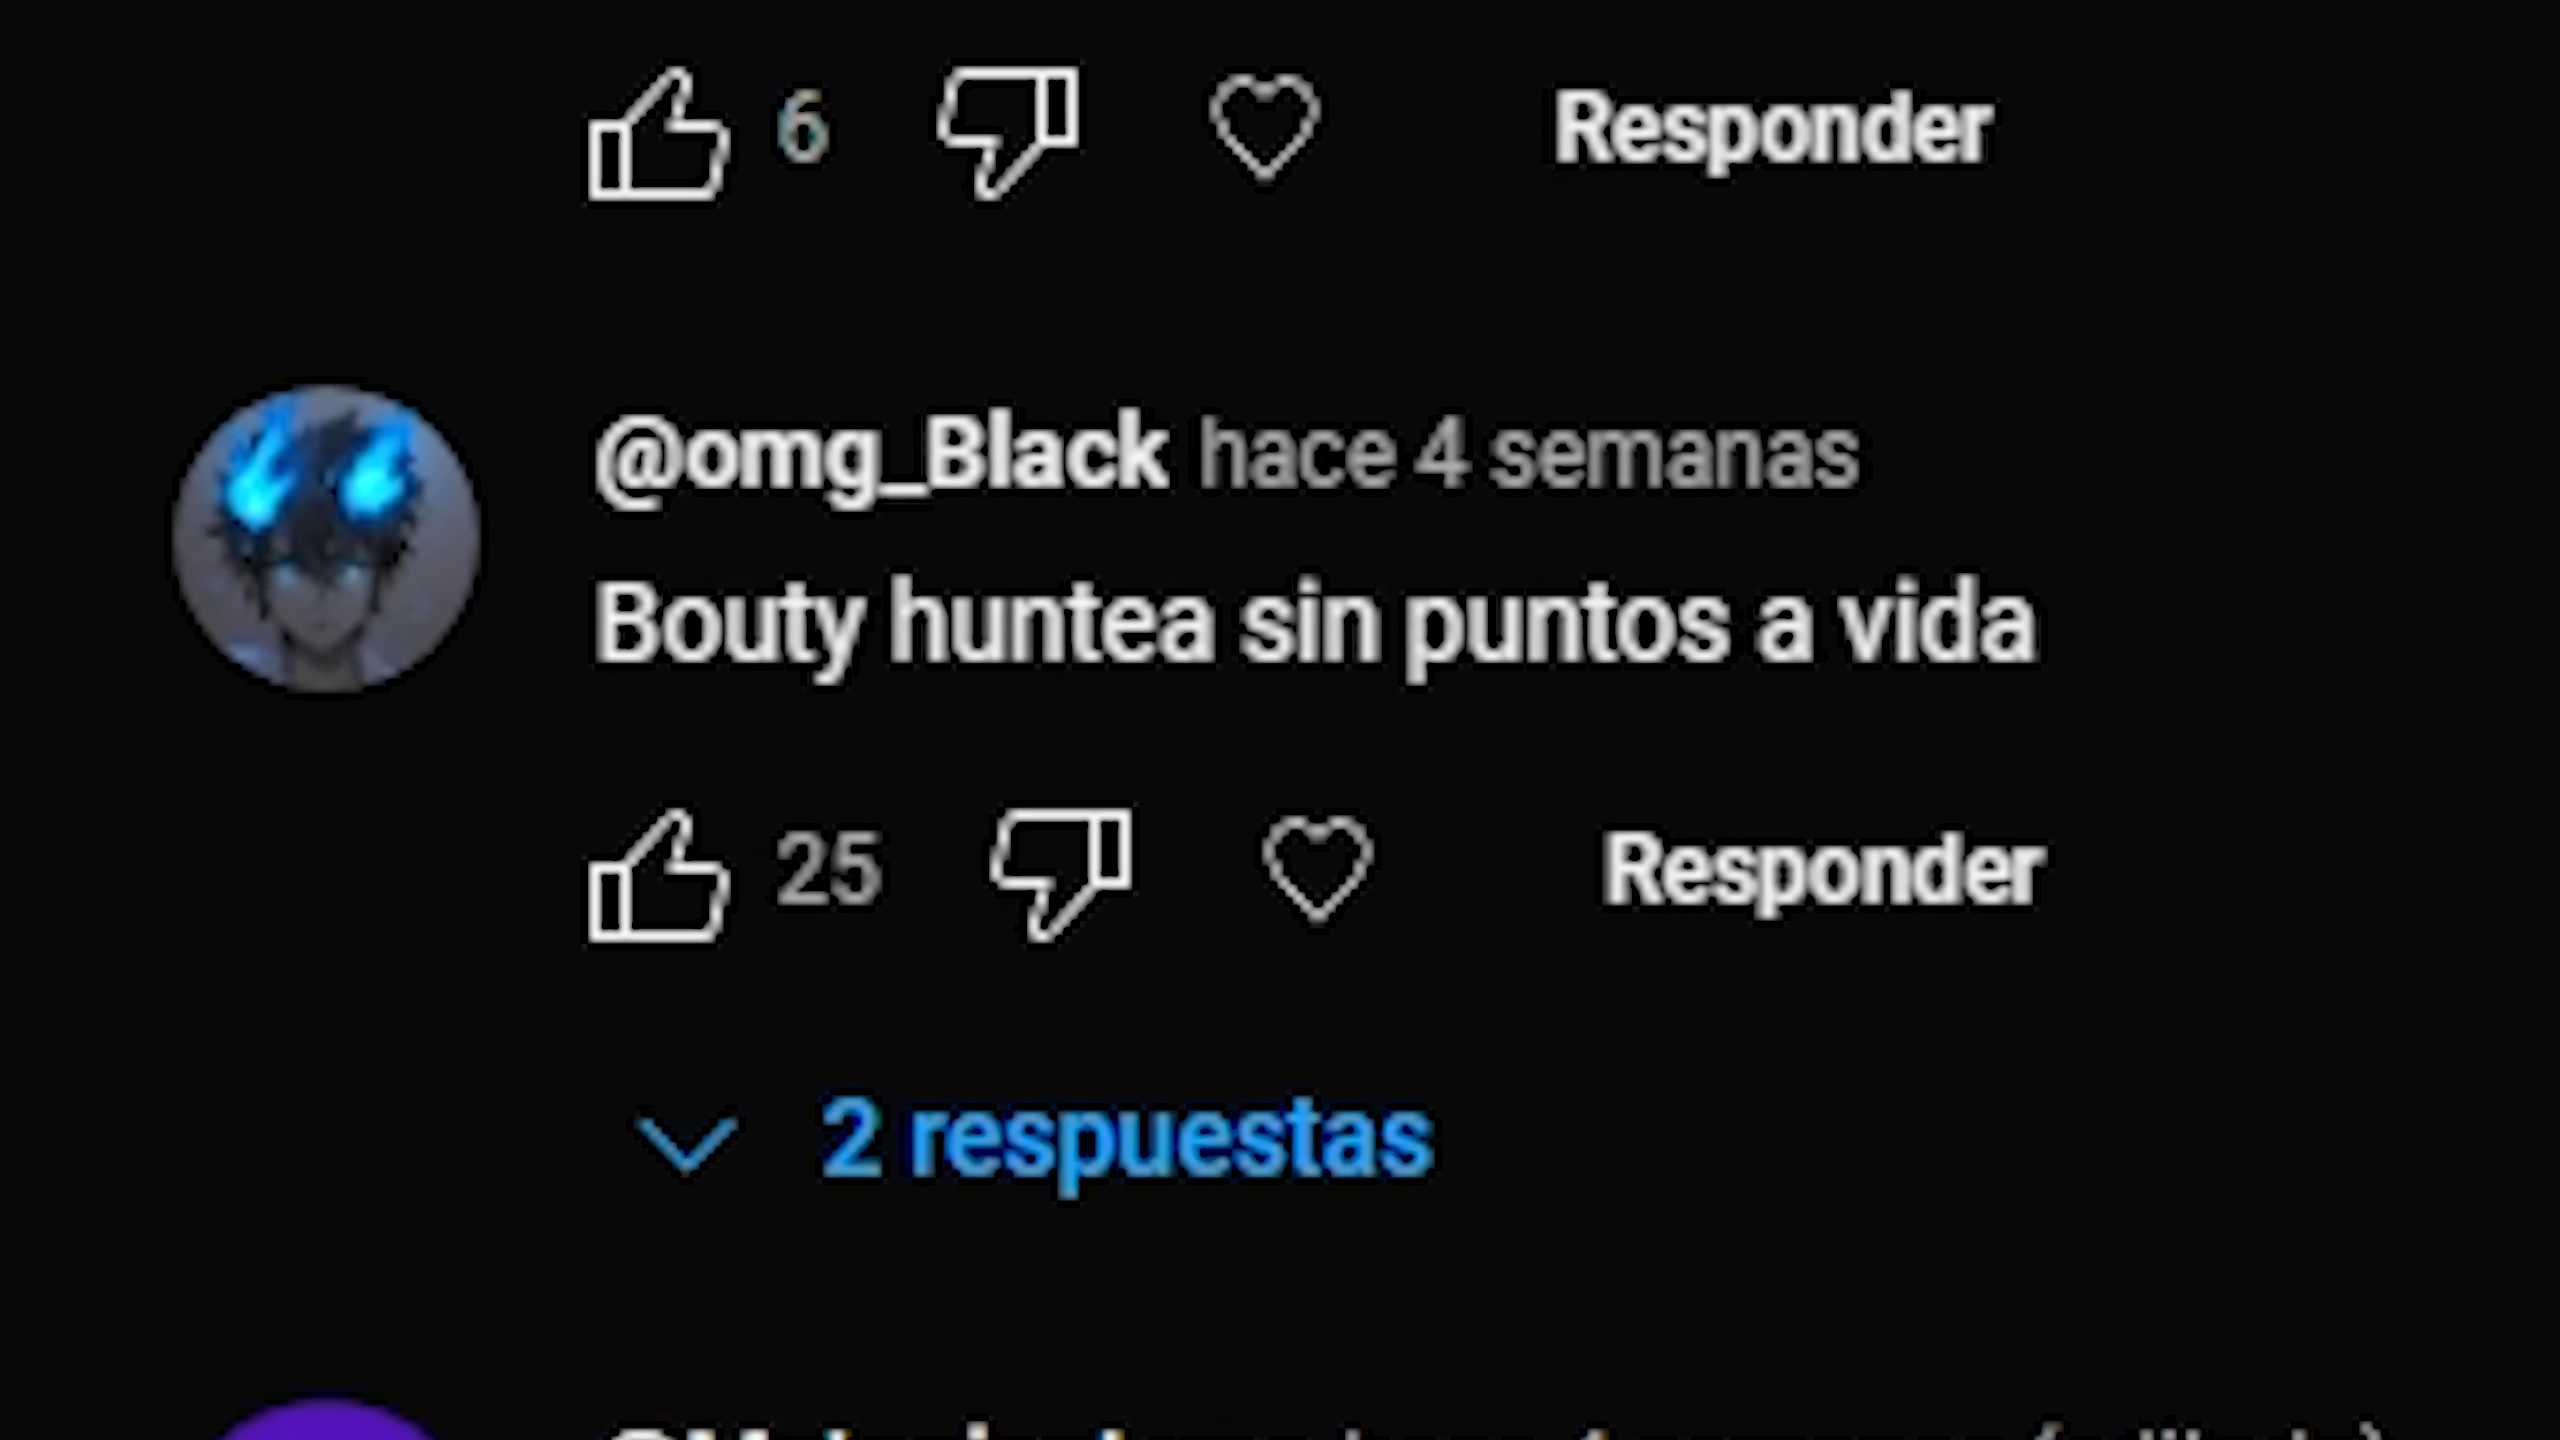 6 Responder
@omg_Black hace 4 semanas
Bouty huntea sin puntos a vida
25 Responder
2 respuestas